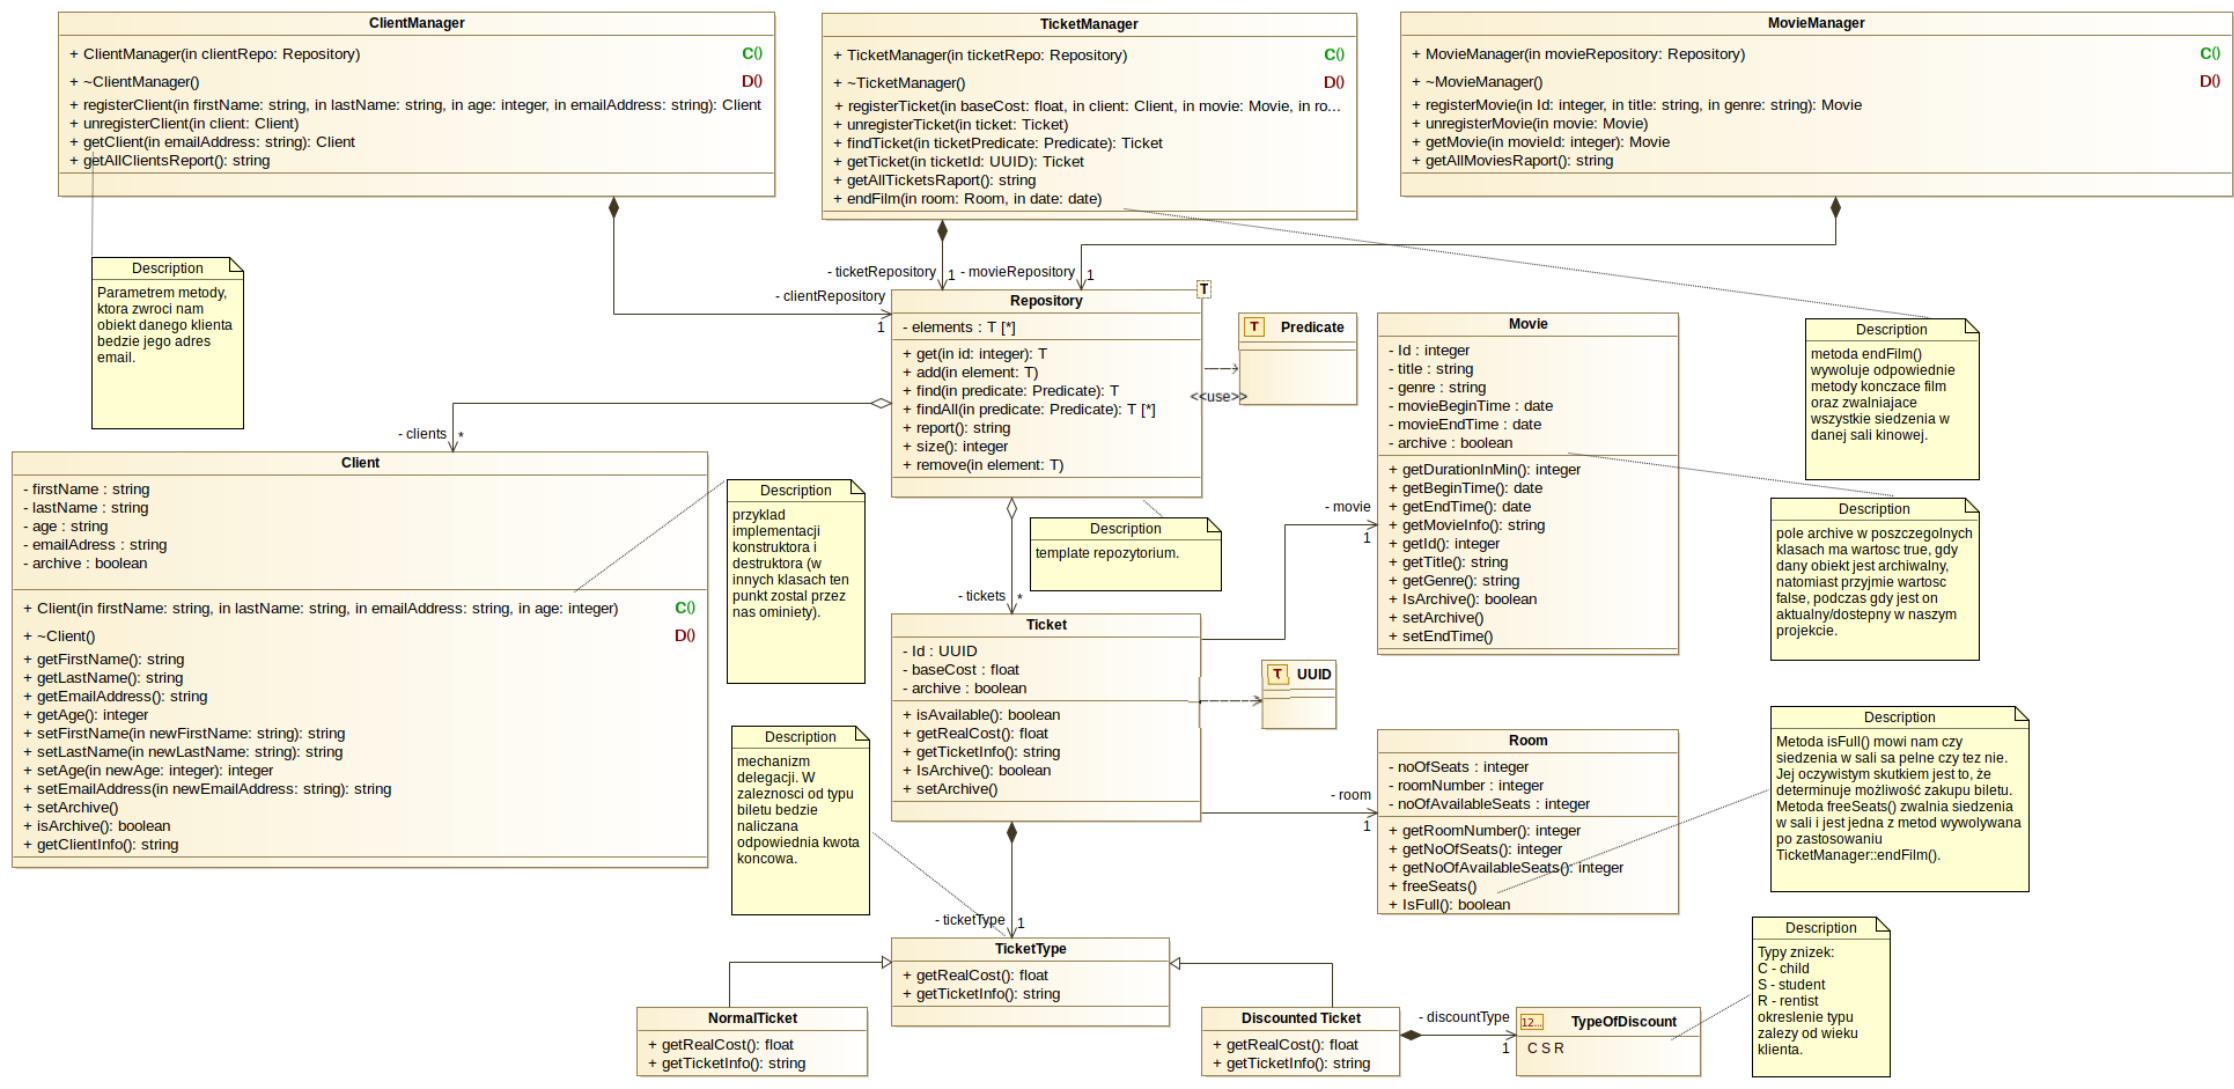 ClientManager
+ ClientManager(in clientRepo: Repository) C()
+ ~ClientManager() D()
+ registerClient(in firstName: string, in lastName: string, in age: integer, in emailAddress: string): Client
+ unregisterClient(in client: Client)
+ getClient(in emailAddress: string): Client
+ getAllClientsReport(): string
TicketManager
+ TicketManager(in ticketRepo: Repository) C()
+ ~TicketManager() D()
+ registerTicket(in baseCost: float, in client: Client, in movie: Movie, in ro...
+ unregisterTicket(in ticket: Ticket)
+ findTicket(in ticketPredicate: Predicate): Ticket
+ getTicket(in ticketId: UUID): Ticket
+ getAllTicketsRaport(): string
+ endFilm(in room: Room, in date: date)
MovieManager
+ MovieManager(in movieRepository: Repository) C()
+ ~MovieManager() D()
+ registerMovie(in Id: integer, in title: string, in genre: string): Movie
+ unregisterMovie(in movie: Movie)
+ getMovie(in movieId: integer): Movie
+ getAllMoviesRaport(): string
Description
Parametrem metody,
ktora zwroci nam
obiekt danego klienta
bedzie jego adres
email.
- ticketRepository 1
- movieRepository 1
- clientRepository
1
Repository
T
- elements : T [*]
+ get(in id: integer): T
+ add(in element: T)
+ find(in predicate: Predicate): T
+ findAll(in predicate: Predicate): T [*]
+ report(): string
+ size(): integer
+ remove(in element: T)
T Predicate
<<use>>
Movie
- Id : integer
- title : string
- genre : string
- movieBeginTime : date
- movieEndTime : date
- archive : boolean
+ getDurationInMin(): integer
+ getBeginTime(): date
+ getEndTime(): date
+ getMovieInfo(): string
+ getId(): integer
+ getTitle(): string
+ getGenre(): string
+ IsArchive(): boolean
+ setArchive()
+ setEndTime()
Description
metoda endFilm()
wywoluje odpowiednie
metody konczace film
oraz zwalniajace
wszystkie siedzenia w
danej sali kinowej.
Description
pole archive w poszczegolnych
klasach ma wartosc true, gdy
dany obiekt jest archiwalny,
natomiast przyjmie wartosc
false, podczas gdy jest on
aktualny/dostepny w naszym
projekcie.
- clients *
Client
- firstName : string
- lastName : string
- age : string
- emailAdress : string
- archive : boolean
+ Client(in firstName: string, in lastName: string, in emailAddress: string, in age: integer) C()
+ ~Client() D()
+ getFirstName(): string
+ getLastName(): string
+ getEmailAddress(): string
+ getAge(): integer
+ setFirstName(in newFirstName: string): string
+ setLastName(in newLastName: string): string
+ setAge(in newAge: integer): integer
+ setEmailAddress(in newEmailAddress: string): string
+ setArchive()
+ isArchive(): boolean
+ getClientInfo(): string
Description
przyklad
implementacji
konstruktora i
destruktora (w
innych klasach ten
punkt zostal przez
nas ominiety).
Description
template repozytorium.
- movie
1
- tickets *
Ticket
- Id : UUID
- baseCost : float
- archive : boolean
+ isAvailable(): boolean
+ getRealCost(): float
+ getTicketInfo(): string
+ IsArchive(): boolean
+ setArchive()
T UUID
- room
1
Room
- noOfSeats : integer
- roomNumber : integer
- noOfAvailableSeats : integer
+ getRoomNumber(): integer
+ getNoOfSeats(): integer
+ getNoOfAvailableSeats(): integer
+ freeSeats()
+ IsFull(): boolean
Description
Metoda isFull() mowi nam czy
siedzenia w sali sa pelne czy tez nie.
Jej oczywistym skutkiem jest to, że
determinuje możliwość zakupu biletu.
Metoda freeSeats() zwalnia siedzenia
w sali i jest jedna z metod wywolywana
po zastosowaniu
TicketManager::endFilm().
Description
mechanizm
delegacji. W
zaleznosci od typu
biletu bedzie
naliczana
odpowiednia kwota
koncowa.
- ticketType 1
TicketType
+ getRealCost(): float
+ getTicketInfo(): string
NormalTicket
+ getRealCost(): float
+ getTicketInfo(): string
Discounted Ticket
+ getRealCost(): float
+ getTicketInfo(): string
- discountType
1
12... TypeOfDiscount
C S R
Description
Typy znizek:
C - child
S - student
R - rentist
okreslenie typu
zalezy od wieku
klienta.